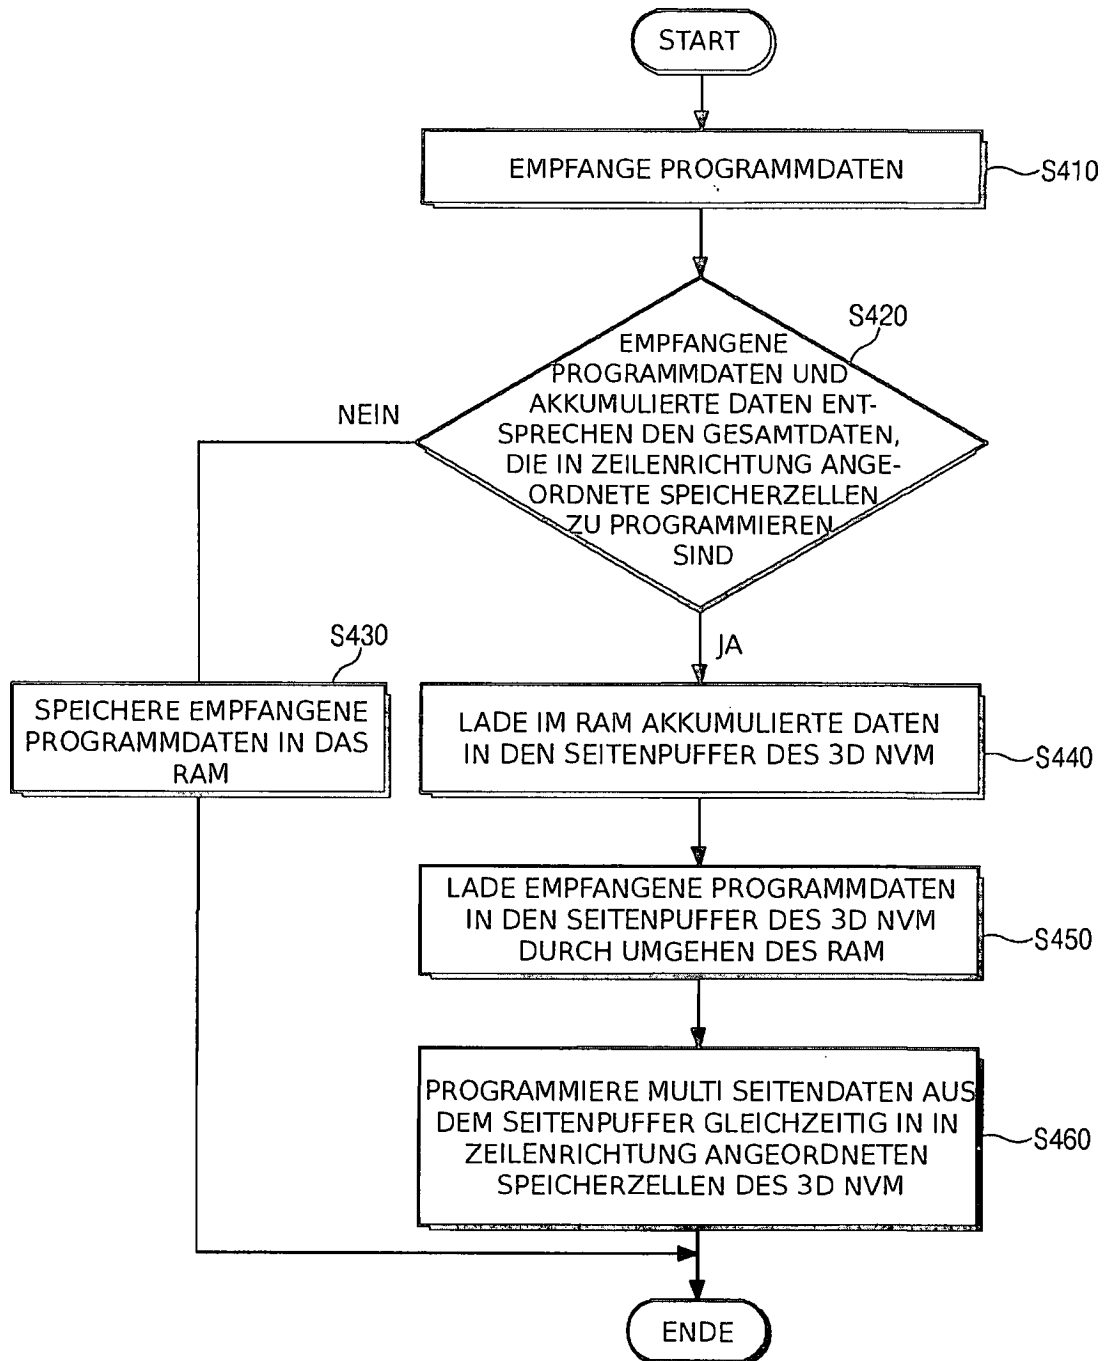 START
EMPFANGE PROGRAMMDATEN
S410
S420
EMPFANGENE
PROGRAMMDATEN UND
AKKUMULIERTE DATEN ENT-
SPRECHEN DEN GESAMTDATEN,
DIE IN ZEILENRICHTUNG ANGE-
ORDNETE SPEICHERZELLEN
ZU PROGRAMMIEREN
SIND
NEIN
JA
S430
SPEICHERE EMPFANGENE
PROGRAMMDATEN IN DAS
RAM
LADE IM RAM AKKUMULIERTE DATEN
IN DEN SEITENPUFFER DES 3D NVM
S440
LADE EMPFANGENE PROGRAMMDATEN
IN DEN SEITENPUFFER DES 3D NVM
DURCH UMGEHEN DES RAM
S450
PROGRAMMIERE MULTI SEITENDATEN AUS
DEM SEITENPUFFER GLEICHZEITIG IN IN
ZEILENRICHTUNG ANGEORDNETEN
SPEICHERZELLEN DES 3D NVM
S460
ENDE